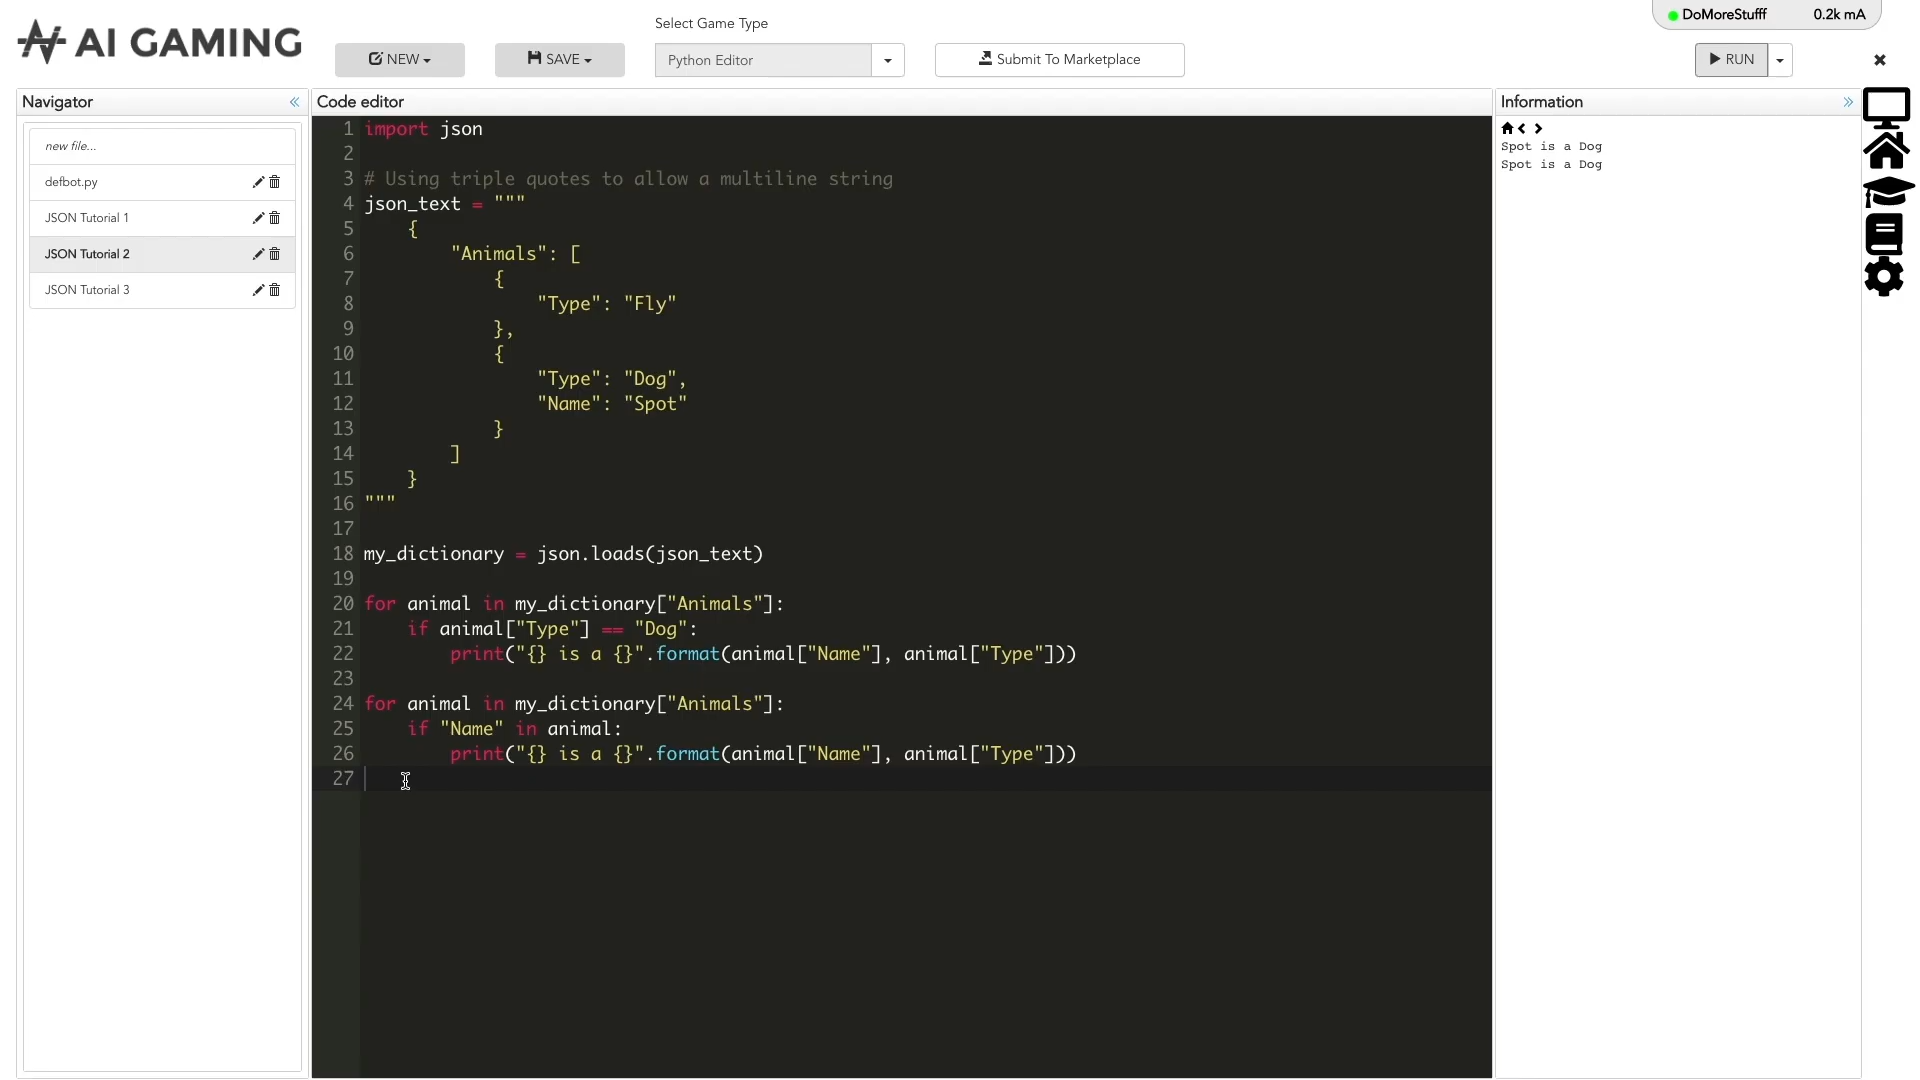 AI GAMING
NEW
SAVE
Select Game Type
Python Editor
Submit To Marketplace
DoMoreStufff 0.2k mA
RUN
Navigator
new file...
defbot.py
JSON Tutorial 1
JSON Tutorial 2
JSON Tutorial 3
Code editor
1 import json
2
3 # Using triple quotes to allow a multiline string
4 json_text = """
5     {
6         "Animals": [
7             {
8                 "Type": "Fly"
9             },
10             {
11                 "Type": "Dog",
12                 "Name": "Spot"
13             }
14         ]
15     }
16 """
17
18 my_dictionary = json.loads(json_text)
19
20 for animal in my_dictionary["Animals"]:
21     if animal["Type"] == "Dog":
22         print("{} is a {}".format(animal["Name"], animal["Type"]))
23
24 for animal in my_dictionary["Animals"]:
25     if "Name" in animal:
26         print("{} is a {}".format(animal["Name"], animal["Type"]))
27
Information
Spot is a Dog
Spot is a Dog